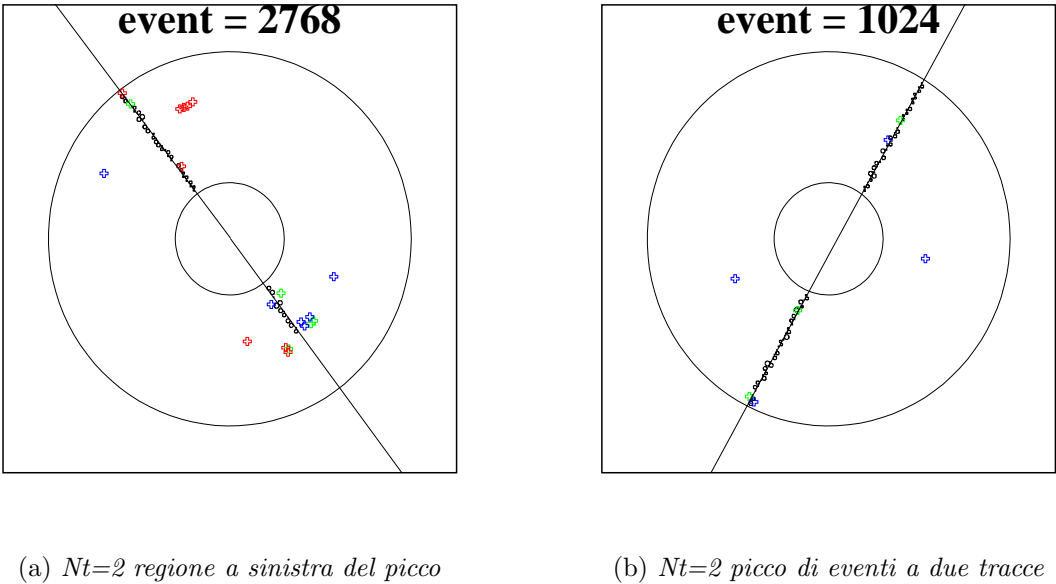 event = 2768
event = 1024
(a) Nt=2 regione a sinistra del picco
(b) Nt=2 picco di eventi a due tracce